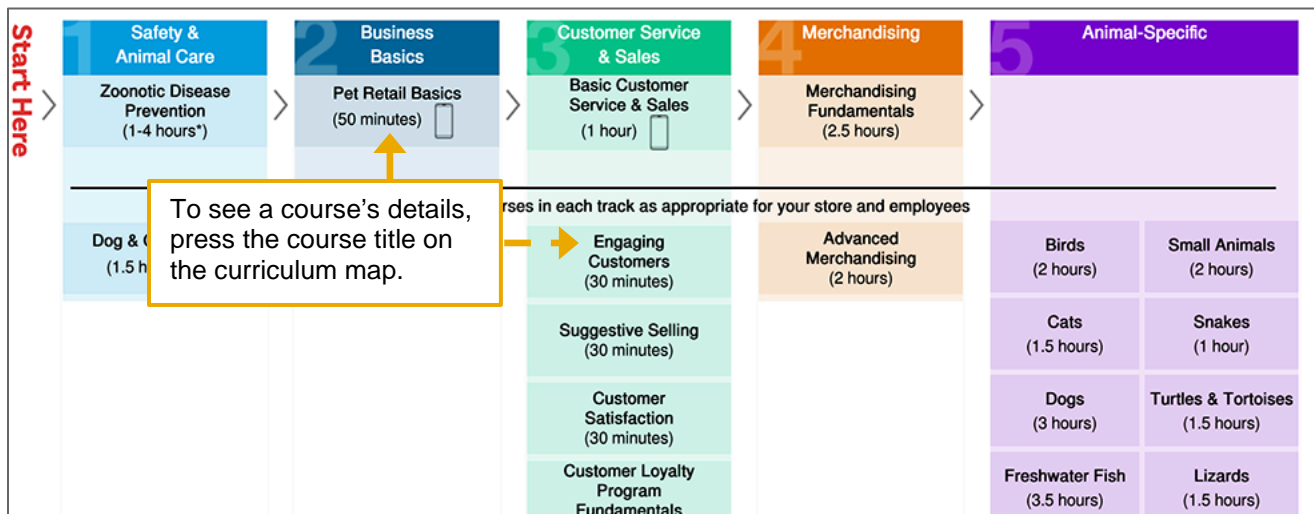 Start Here
1
Safety &
Animal Care
2
Business
Basics
3
Customer Service
& Sales
4
Merchandising
5
Animal-Specific
Zoonotic Disease
Prevention
(1-4 hours*)
Pet Retail Basics
(50 minutes)
Basic Customer
Service & Sales
(1 hour)
Merchandising
Fundamentals
(2.5 hours)
in each track as appropriate for your store and employees
To see a course’s details,
press the course title on
the curriculum map.
Dog &
(1.5
Engaging
Customers
(30 minutes)
Suggestive Selling
(30 minutes)
Customer
Satisfaction
(30 minutes)
Customer Loyalty
Program
Fundamentals
Advanced
Merchandising
(2 hours)
Birds
(2 hours)
Small Animals
(2 hours)
Cats
(1.5 hours)
Snakes
(1 hour)
Dogs
(3 hours)
Turtles & Tortoises
(1.5 hours)
Freshwater Fish
(3.5 hours)
Lizards
(1.5 hours)